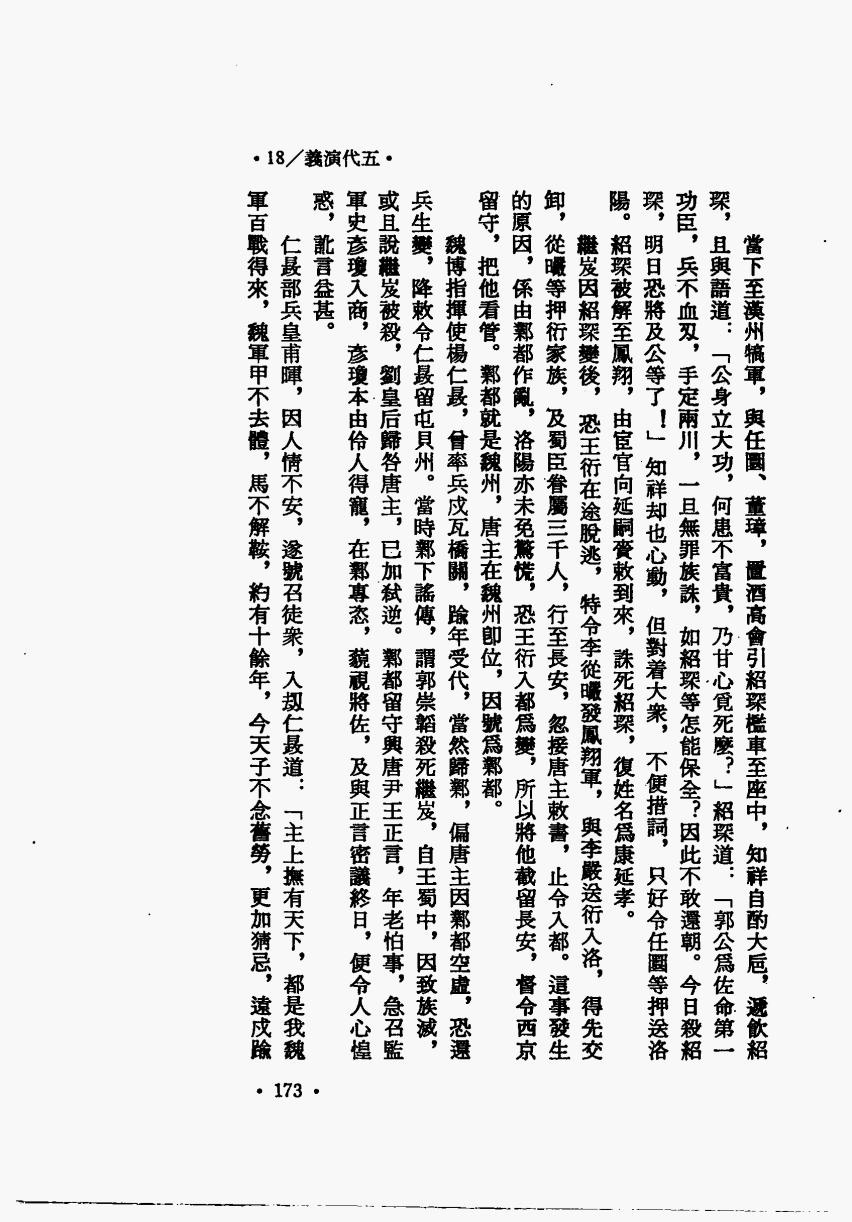 •18／義演代五•
當下至漢州犒軍，與任圜、董璋，置酒高會引紹琛檻車至座中，知祥自酌大巵，遞飲紹
琛，且與語道：「公身立大功，何患不富貴，乃甘心覓死麼？」紹琛道：「郭公爲佐命第一
功臣，兵不血刄，手定兩川，一旦無罪族誅，如紹琛等怎能保全？因此不敢還朝。今日殺紹
琛，明日恐將及公等了！」知祥却也心動，但對着大衆，不便措詞，只好令任圜等押送洛
陽。紹琛被解至鳳翔，由宦官向延嗣賫敕到來，誅死紹琛，復姓名爲康延孝。
繼岌因紹琛變後，恐王衍在途脫逃，特令李從曮發鳳翔軍，與李嚴送衍入洛，得先交
卸，從曮等押衍家族，及蜀臣眷屬三千人，行至長安，忽接唐主敕書，止令入都。這事發生
的原因，係由鄴都作亂，洛陽亦未免驚慌，恐王衍入都爲變，所以將他截留長安，督令西京
留守，把他看管。鄴都就是魏州，唐主在魏州卽位，因號爲鄴都。
魏博指揮使楊仁晸，曾率兵戍瓦橋關，踰年受代，當然歸鄴，偏唐主因鄴都空虛，恐還
兵生變，降敕令仁晸留屯貝州。當時鄴下謠傳，謂郭崇韜殺死繼岌，自王蜀中，因致族滅，
或且說繼岌被殺，劉皇后歸咎唐主，已加弒逆。鄴都留守興唐尹王正言，年老怕事，急召監
軍史彥瓊入商，彥瓊本由伶人得寵，在鄴專恣，藐視將佐，及與正言密議終日，便令人心惶
惑，訛言益甚。
仁晸部兵皇甫暉，因人情不安，遂號召徒衆，入刼仁晸道：「主上撫有天下，都是我魏
軍百戰得來，魏軍甲不去體，馬不解鞍，約有十餘年，今天子不念舊勞，更加猜忌，遠戍踰
•173•